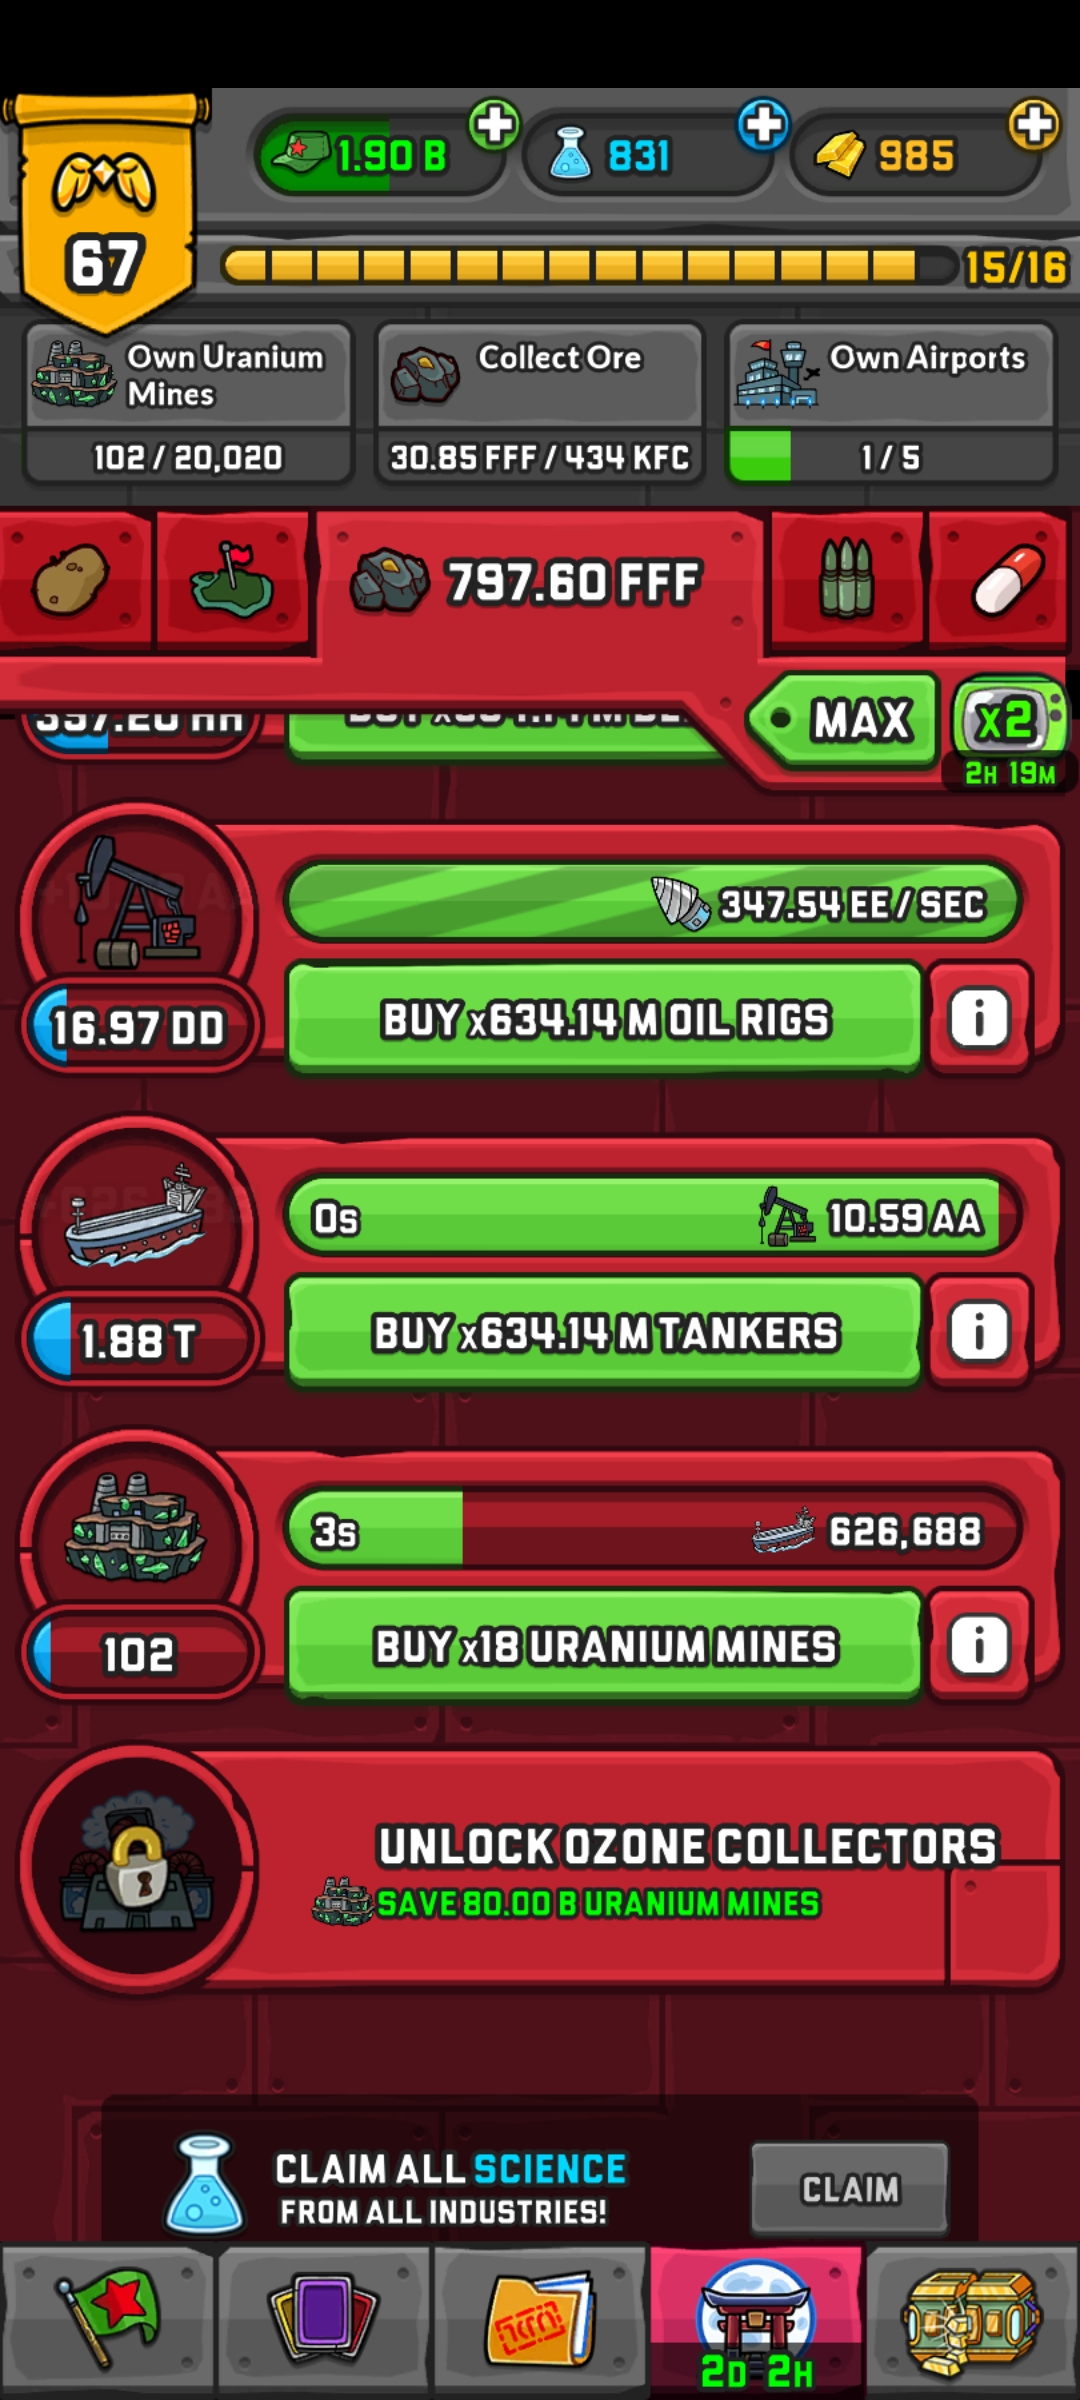 1.90 B
831
985
67
15/16
Own Uranium
Mines
102 / 20,020
Collect Ore
30.85 FFF / 434 KFC
Own Airports
1 / 5
797.60 FFF
MAX
x2
2H 19M
347.54 EE / SEC
16.97 DD
BUY x634.14 M OIL RIGS
i
0s
10.59 AA
1.88 T
BUY x634.14 M TANKERS
i
3s
626,688
102
BUY x18 URANIUM MINES
i
UNLOCK OZONE COLLECTORS
SAVE 80.00 B URANIUM MINES
CLAIM ALL SCIENCE
FROM ALL INDUSTRIES!
CLAIM
2D 2H